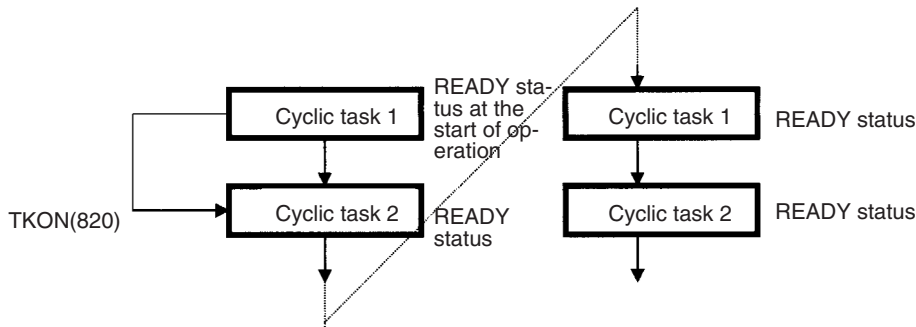 READY sta-
tus at the
start of op-
eration
Cyclic task 1
Cyclic task 1
READY status
Cyclic task 2
READY
status
Cyclic task 2
READY status
TKON(820)